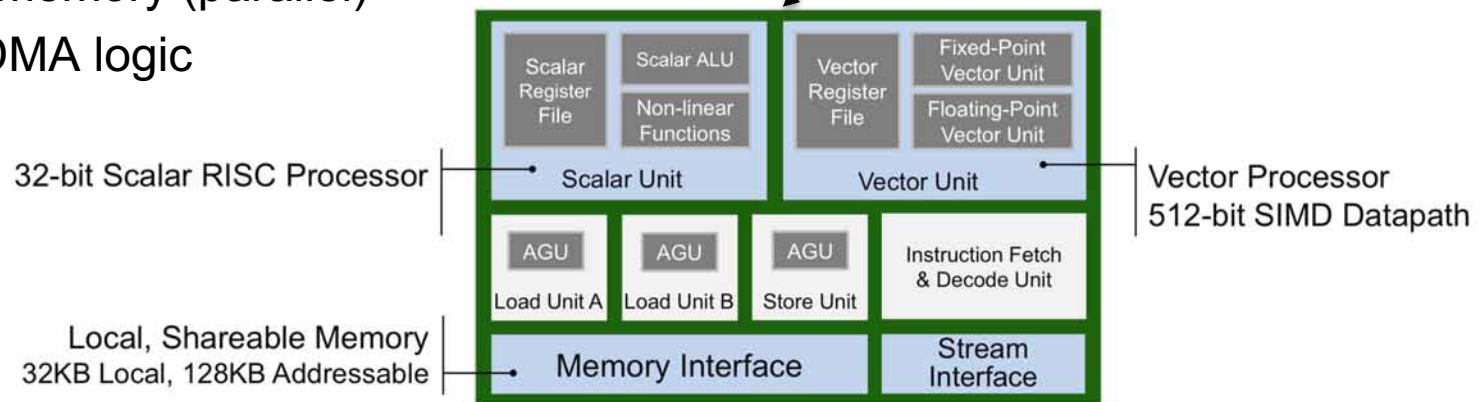 memory (parallel)
DMA logic
Scalar
Register
File
Scalar ALU
Non-linear
Functions
Scalar Unit
Vector
Register
File
Fixed-Point
Vector Unit
Floating-Point
Vector Unit
Vector Unit
32-bit Scalar RISC Processor
Vector Processor
512-bit SIMD Datapath
AGU
Load Unit A
AGU
Load Unit B
AGU
Store Unit
Instruction Fetch
& Decode Unit
Local, Shareable Memory
32KB Local, 128KB Addressable
Memory Interface
Stream
Interface